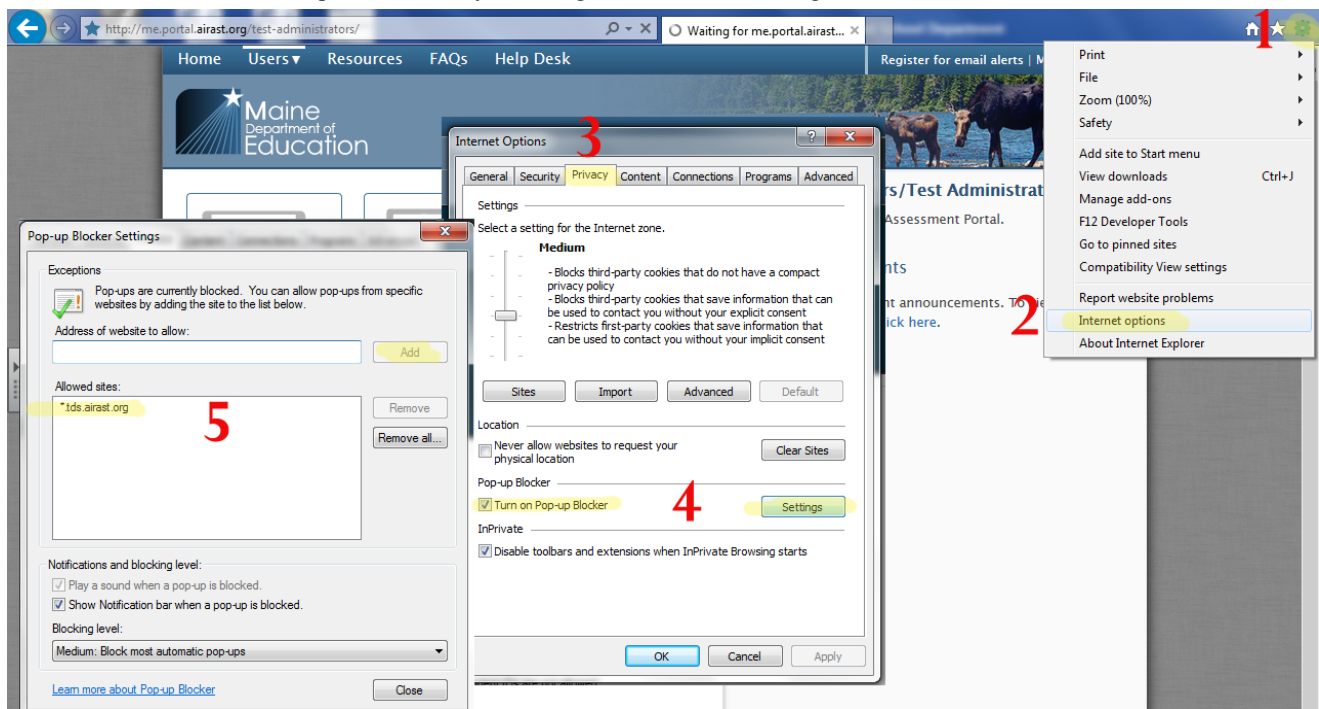 http://me.portal.airast.org/test-administrators/
Waiting for me.portal.airast...
1
Home Users▾ Resources FAQs Help Desk
Register for email alerts | M
Maine
Department of
Education
Print
File
Zoom (100%)
Safety
Add site to Start menu
View downloads Ctrl+J
Manage add-ons
F12 Developer Tools
Go to pinned sites
Compatibility View settings
Report website problems
2
Internet options
About Internet Explorer
rs/Test Administrat
Assessment Portal.
nts
nt announcements. To vie
ick here.
3
Internet Options
General Security Privacy Content Connections Programs Advanced
Settings
Select a setting for the Internet zone.
Medium
- Blocks third-party cookies that do not have a compact
privacy policy
- Blocks third-party cookies that save information that can
be used to contact you without your explicit consent
- Restricts first-party cookies that save information that
can be used to contact you without your implicit consent
Sites Import Advanced Default
Location
Never allow websites to request your
physical location
Clear Sites
Pop-up Blocker
Turn on Pop-up Blocker
4
Settings
InPrivate
Disable toolbars and extensions when InPrivate Browsing starts
OK Cancel Apply
Pop-up Blocker Settings
Exceptions
Pop-ups are currently blocked. You can allow pop-ups from specific
websites by adding the site to the list below.
Address of website to allow:
Add
Allowed sites:
*.tds.airast.org
5
Remove
Remove all...
Notifications and blocking level:
Play a sound when a pop-up is blocked.
Show Notification bar when a pop-up is blocked.
Blocking level:
Medium: Block most automatic pop-ups
Learn more about Pop-up Blocker
Close